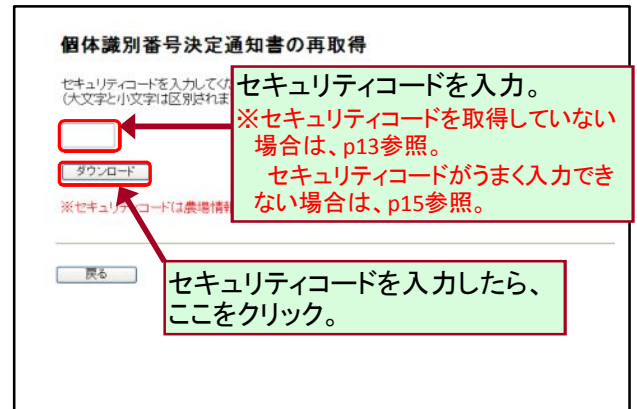 個体識別番号決定通知書の再取得
セキュリティコードを入力してくだ
(大文字と小文字は区別されま
セキュリティコードを入力。
※セキュリティコードを取得していない
場合は、p13参照。
セキュリティコードがうまく入力でき
ない場合は、p15参照。
ダウンロード
※セキュリティコードは農場情報
戻る
セキュリティコードを入力したら、
ここをクリック。